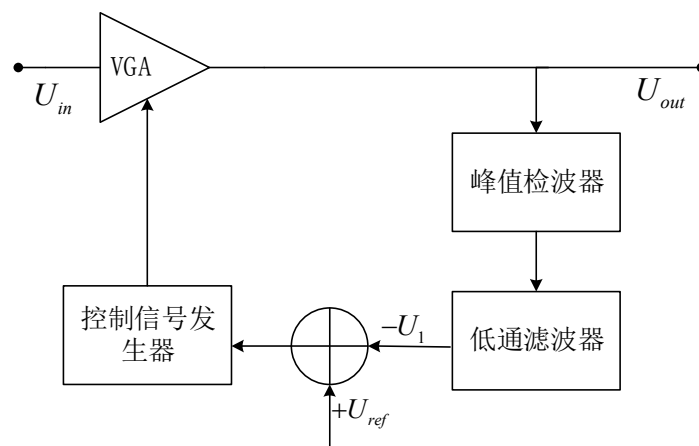 VGA
U_in
U_out
峰值检波器
控制信号发
生器
-U_1
低通滤波器
+U_ref